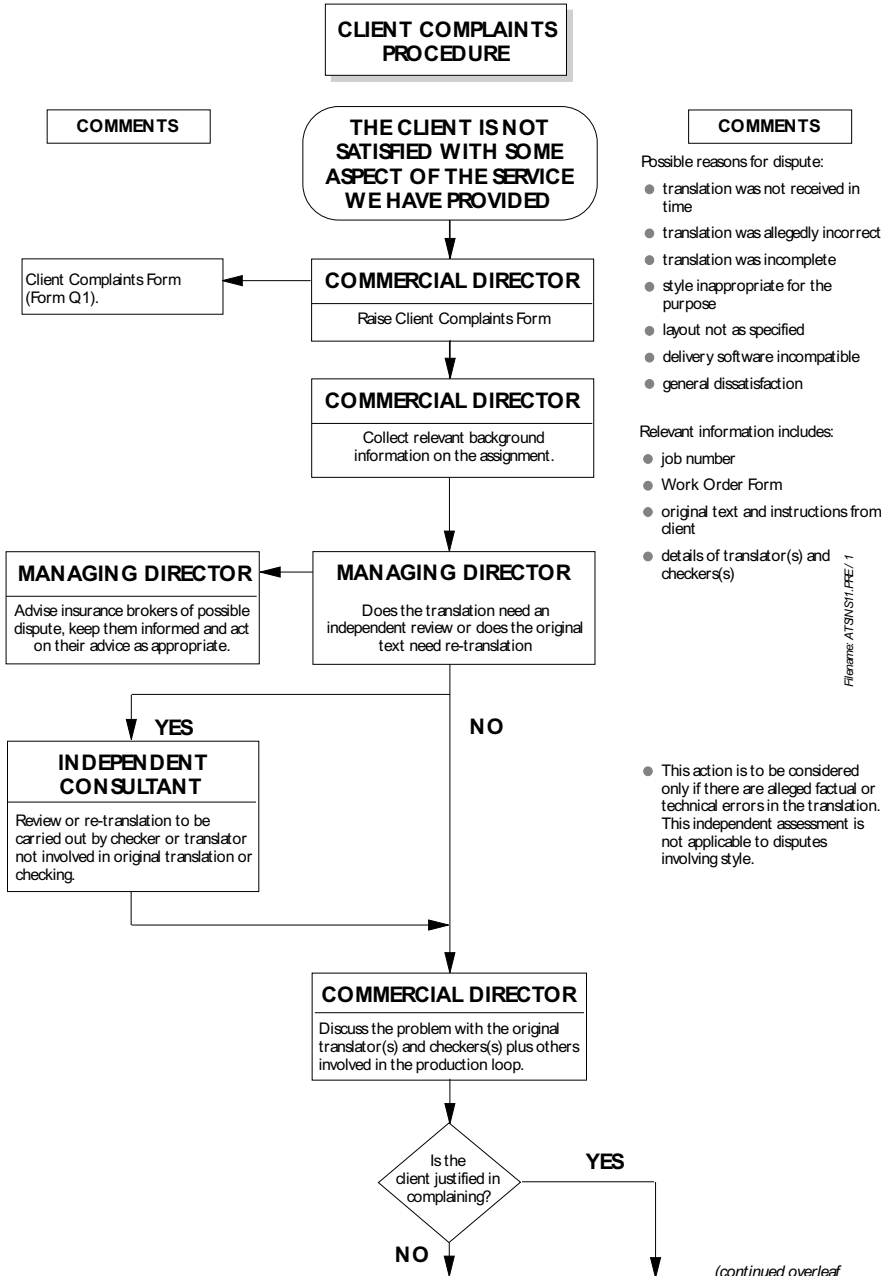 CLIENT COMPLAINTS
PROCEDURE
COMMENTS
THE CLIENT IS NOT
SATISFIED WITH SOME
ASPECT OF THE SERVICE
WE HAVE PROVIDED
COMMENTS
Possible reasons for dispute:
● translation was not received in
time
● translation was allegedly incorrect
● translation was incomplete
● style inappropriate for the
purpose
● layout not as specified
● delivery software incompatible
● general dissatisfaction
Client Complaints Form
(Form Q1).
COMMERCIAL DIRECTOR
Raise Client Complaints Form
COMMERCIAL DIRECTOR
Collect relevant background
information on the assignment.
Relevant information includes:
● job number
● Work Order Form
● original text and instructions from
client
● details of translator(s) and
checkers(s)
Filename: ATSINS11.PRE/ 1
MANAGING DIRECTOR
Advise insurance brokers of possible
dispute, keep them informed and act
on their advice as appropriate.
MANAGING DIRECTOR
Does the translation need an
independent review or does the original
text need re-translation
YES
NO
INDEPENDENT
CONSULTANT
Review or re-translation to be
carried out by checker or translator
not involved in original translation or
checking.
● This action is to be considered
only if there are alleged factual or
technical errors in the translation.
This independent assessment is
not applicable to disputes
involving style.
COMMERCIAL DIRECTOR
Discuss the problem with the original
translator(s) and checkers(s) plus others
involved in the production loop.
Is the
client justified in
complaining?
YES
NO
(continued overleaf